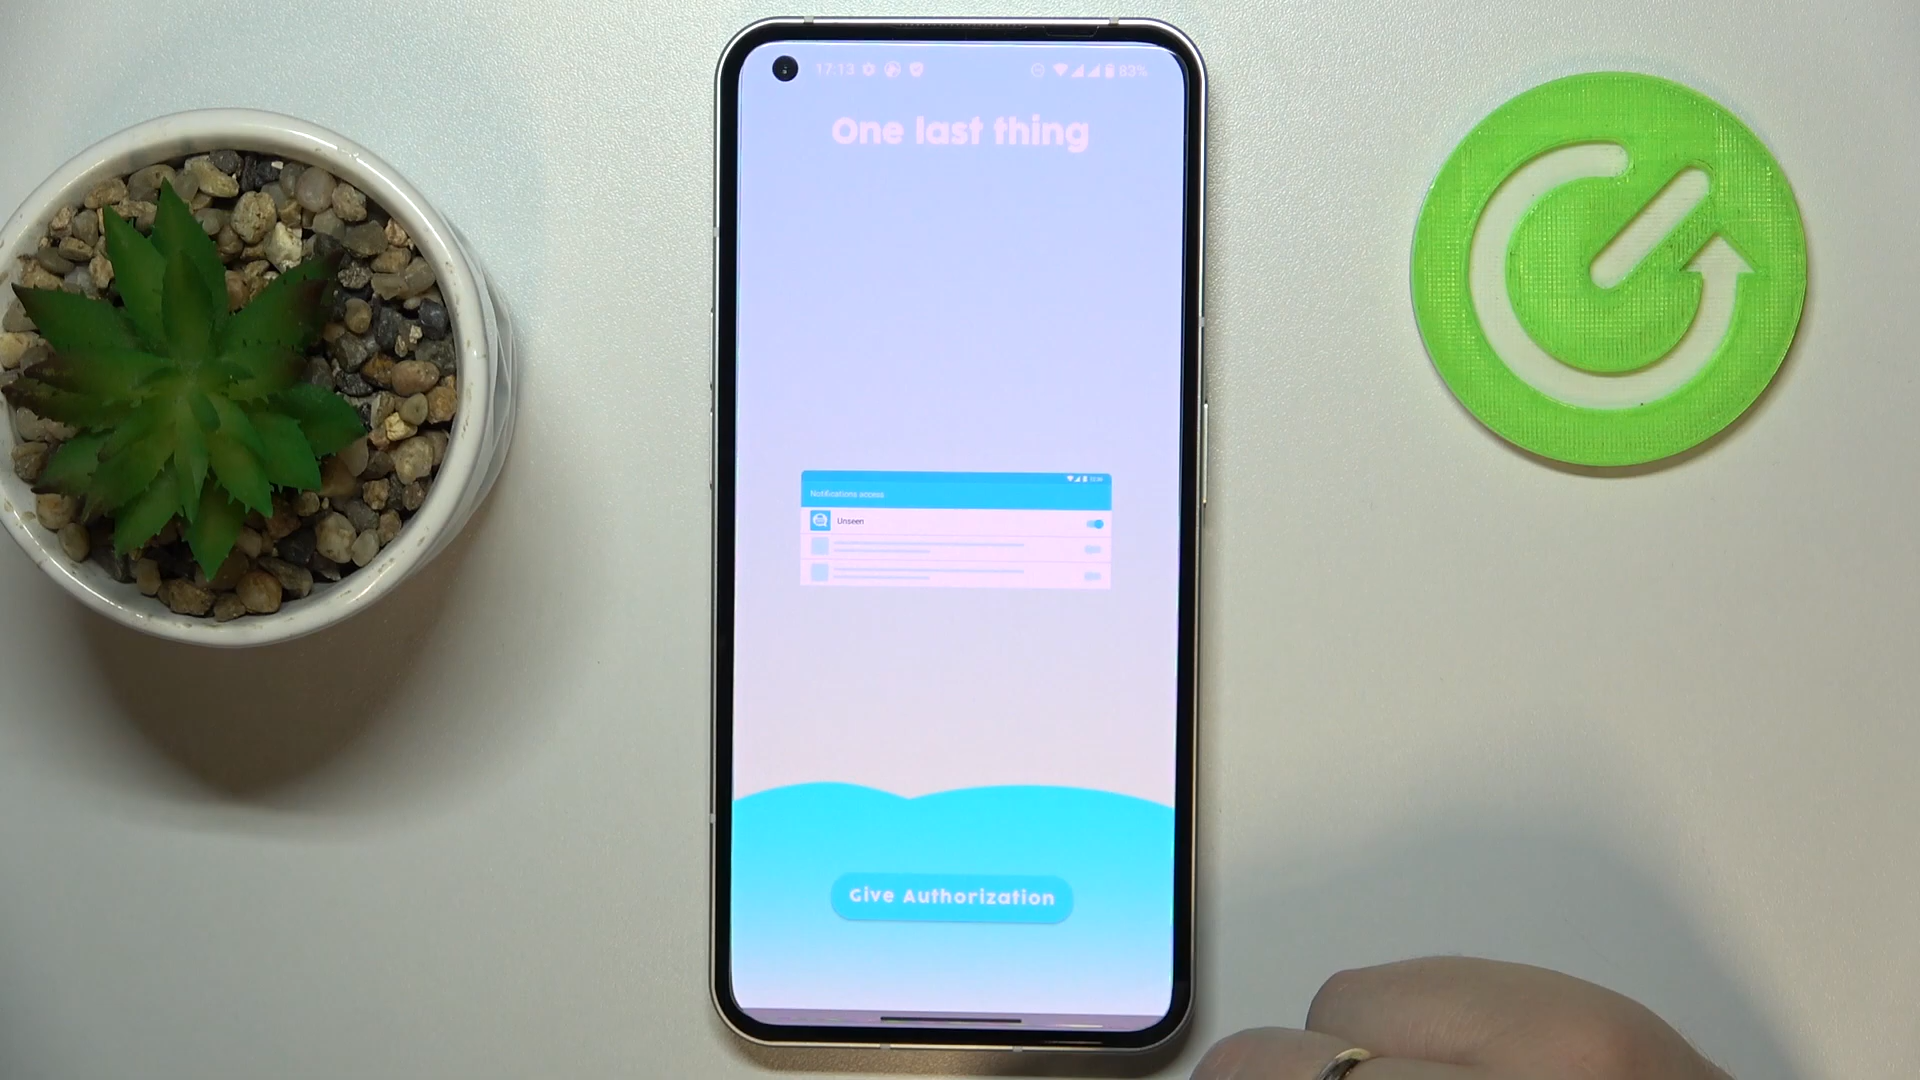 17:13 83%
One last thing
Notifications access
Unseen
Give Authorization